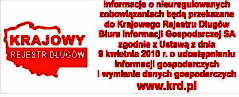 KRAJOWY
REJESTR DŁUGÓW
Informacje o nieuregulowanych
zobowiązaniach będą przekazane
do Krajowego Rejestru Długów
Biura Informacji Gospodarczej SA
zgodnie z Ustawą z dnia
9 kwietnia 2010 r. o udostępnieniu
informacji gospodarczych
i wymianie danych gospodarczych
www.krd.pl